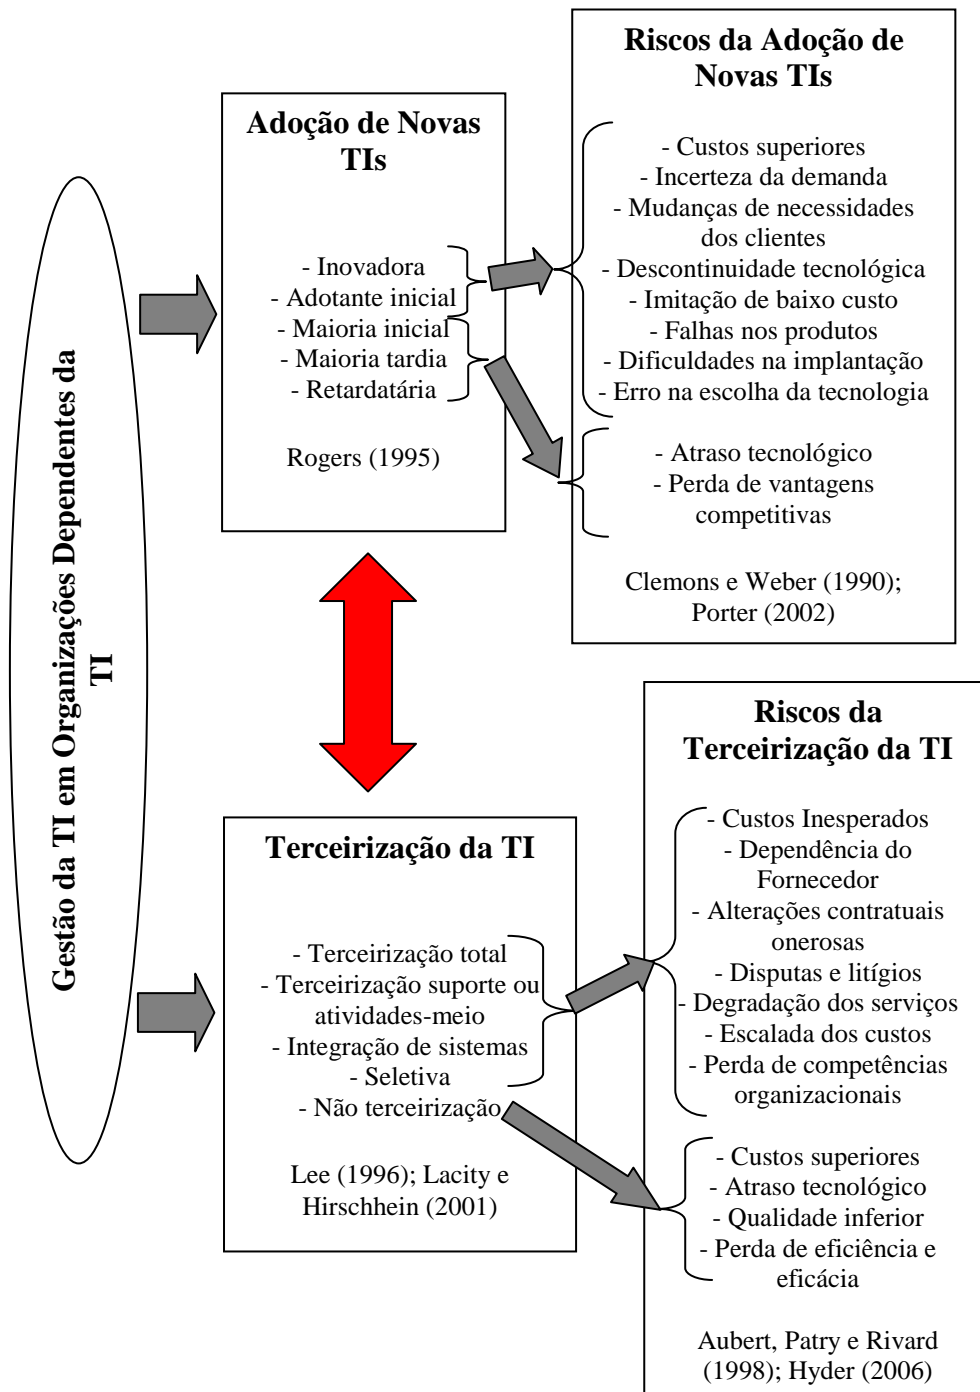 Gestão da TI em Organizações Dependentes da
TI
Adoção de Novas
TIs
- Inovadora
- Adotante inicial
- Maioria inicial
- Maioria tardia
- Retardatária
Rogers (1995)
Riscos da Adoção de
Novas TIs
- Custos superiores
- Incerteza da demanda
- Mudanças de necessidades
dos clientes
- Descontinuidade tecnológica
- Imitação de baixo custo
- Falhas nos produtos
- Dificuldades na implantação
- Erro na escolha da tecnologia
- Atraso tecnológico
- Perda de vantagens
competitivas
Clemons e Weber (1990);
Porter (2002)
Terceirização da TI
- Terceirização total
- Terceirização suporte ou
atividades-meio
- Integração de sistemas
- Seletiva
- Não terceirização
Lee (1996); Lacity e
Hirschhein (2001)
Riscos da
Terceirização da TI
- Custos Inesperados
- Dependência do
Fornecedor
- Alterações contratuais
onerosas
- Disputas e litígios
- Degradação dos serviços
- Escalada dos custos
- Perda de competências
organizacionais
- Custos superiores
- Atraso tecnológico
- Qualidade inferior
- Perda de eficiência e
eficácia
Aubert, Patry e Rivard
(1998); Hyder (2006)